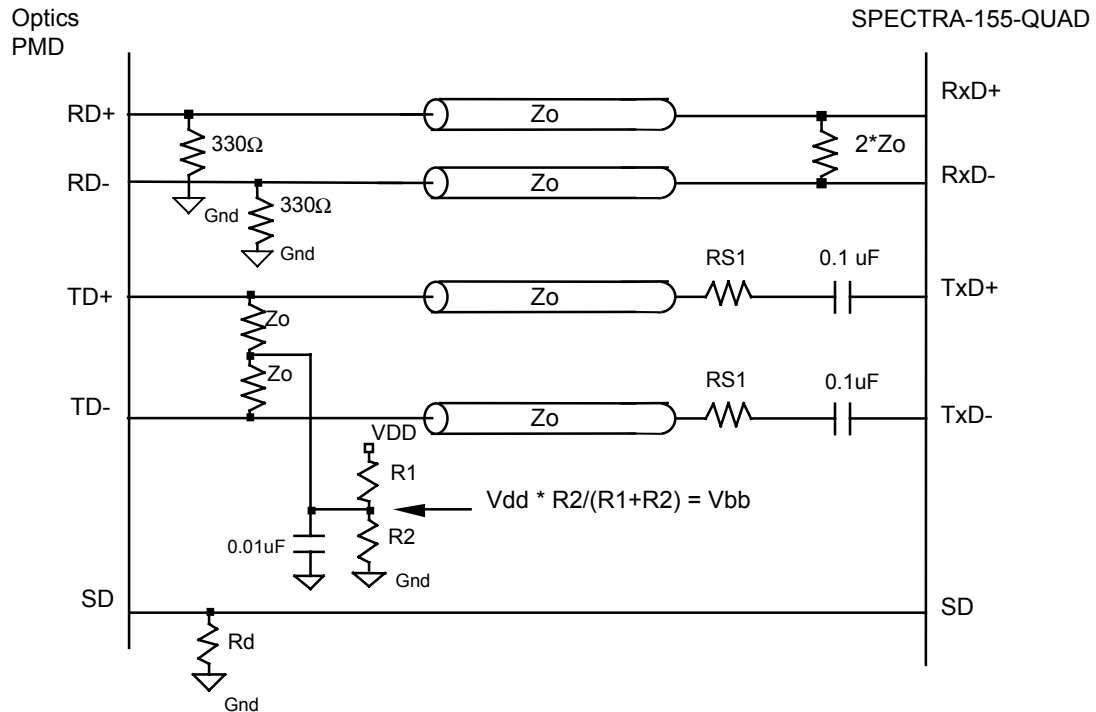 Optics
PMD
SPECTRA-155-QUAD
RD+
Zo
RxD+
330Ω
2*Zo
RD-
Zo
RxD-
Gnd
330Ω
Gnd
RS1
0.1 uF
TD+
Zo
TxD+
Zo
Zo
RS1
0.1uF
TD-
Zo
TxD-
VDD
R1
Vdd * R2/(R1+R2) = Vbb
0.01uF
R2
Gnd
SD
SD
Rd
Gnd